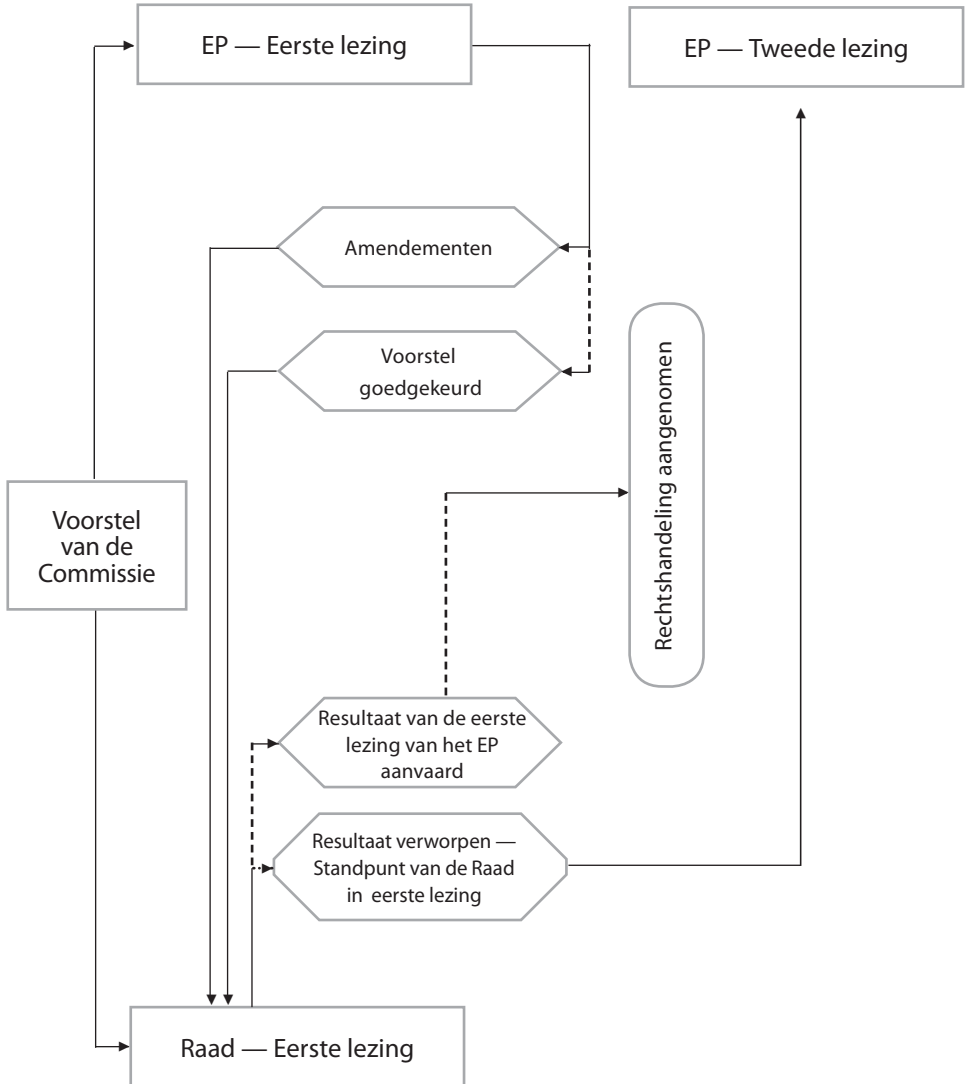 EP — Eerste lezing
EP — Tweede lezing
Amendementen
Voorstel
goedgekeurd
Rechtshandeling aangenomen
Voorstel
van de
Commissie
Resultaat van de eerste
lezing van het EP
aanvaard
Resultaat verworpen —
Standpunt van de Raad
in eerste lezing
Raad — Eerste lezing